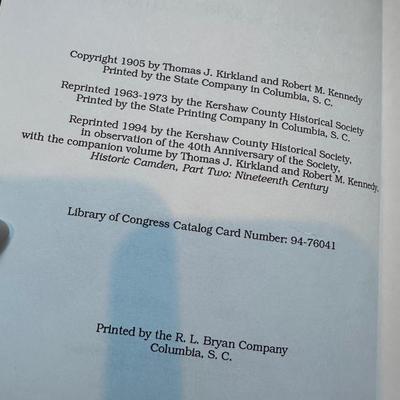 Copyright 1905 by Thomas J. Kirkland and Robert M. Kennedy
Printed by the State Company in Columbia, S. C.
Reprinted 1963-1973 by the Kershaw County Historical Society
Printed by the State Printing Company in Columbia, S. C.
Reprinted 1994 by the Kershaw County Historical Society,
in observation of the 40th Anniversary of the Society,
with the companion volume by Thomas J. Kirkland and Robert M. Kennedy,
Historic Camden, Part Two: Nineteenth Century
Library of Congress Catalog Card Number: 94-76041
Printed by the R. L. Bryan Company
Columbia, S. C.